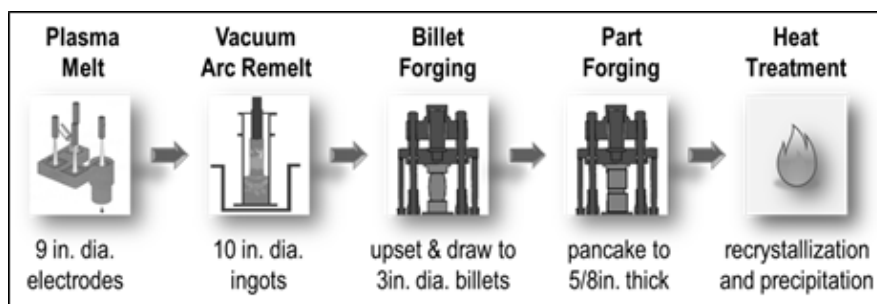 Plasma
Melt
Vacuum
Arc Remelt
Billet
Forging
Part
Forging
Heat
Treatment
9 in. dia.
electrodes
10 in. dia.
ingots
upset & draw to
3in. dia. billets
pancake to
5/8in. thick
recrystallization
and precipitation